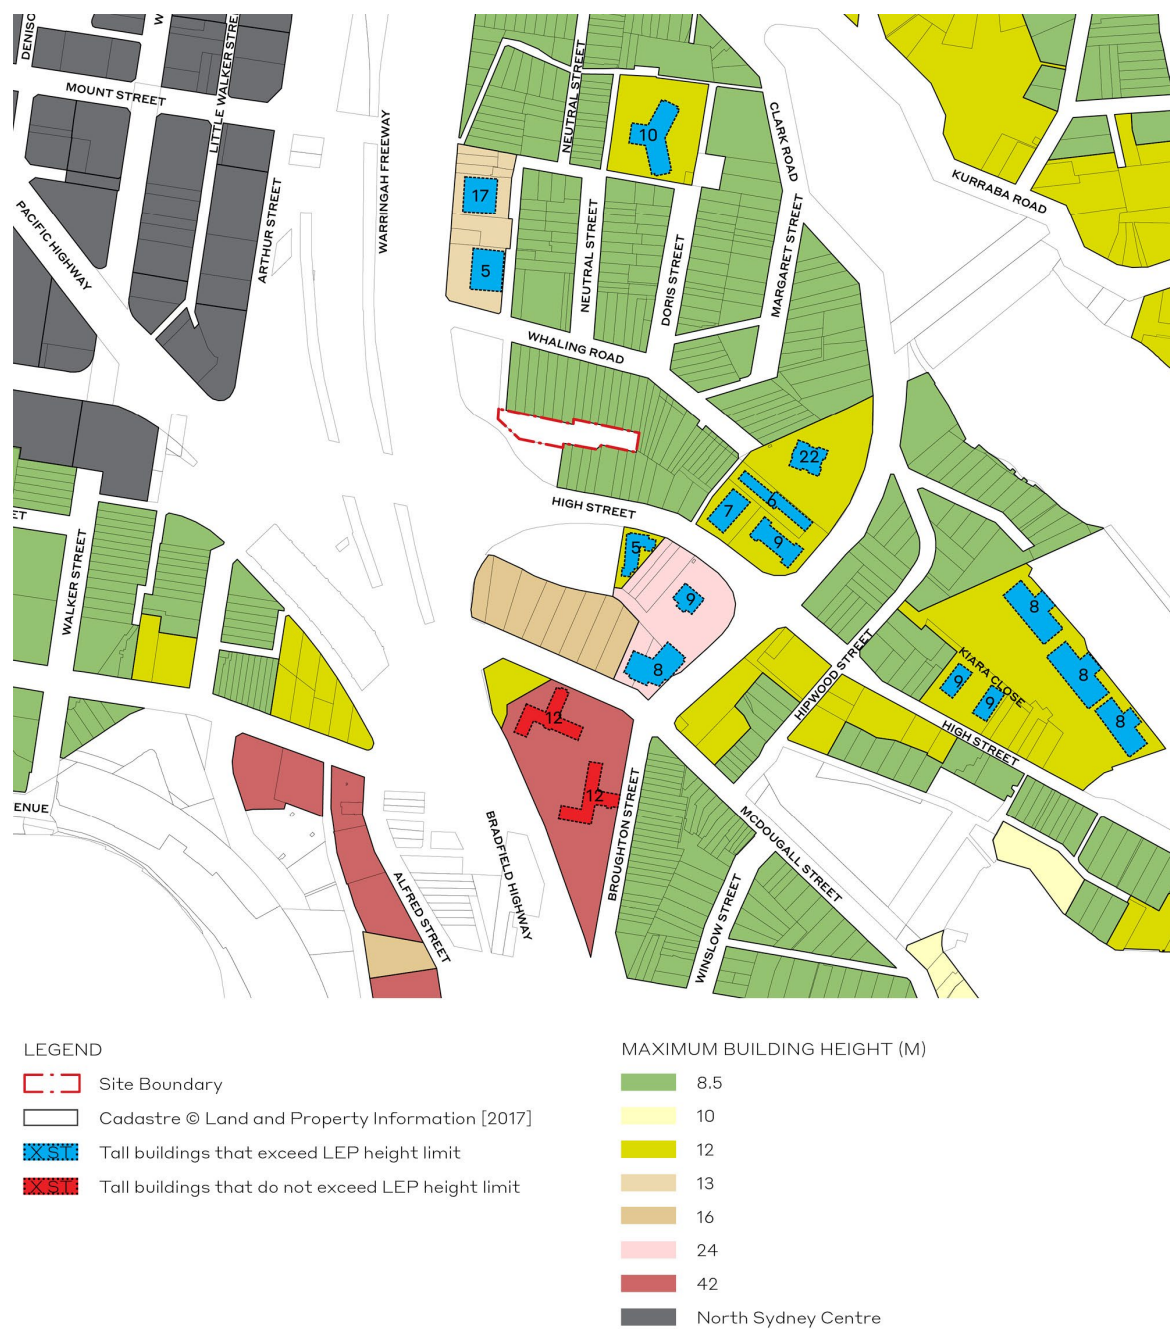 DENISO
W
LITTLE WALKER STREE
MOUNT STREET
NEUTRAL STREET
CLARK ROAD
WARRINGAH FREEWAY
ARTHUR STREET
PACIFIC HIGHWAY
KURRABA ROAD
10
17
5
NEUTRAL STREET
DORIS STREET
MARGARET STREET
WHALING ROAD
22
6
7
9
HIGH STREET
ET
WALKER STREET
5
9
8
8
8
8
KIARA CLOSE
9
9
HIPWOOD STREET
HIGH STREET
12
12
BROUGHTON STREET
MCDOUGALL STREET
ENUE
BRADFIELD HIGHWAY
ALFRED STREET
WINSLOW STREET
LEGEND
Site Boundary
Cadastre © Land and Property Information [2017]
X ST. Tall buildings that exceed LEP height limit
X ST. Tall buildings that do not exceed LEP height limit
MAXIMUM BUILDING HEIGHT (M)
8.5
10
12
13
16
24
42
North Sydney Centre